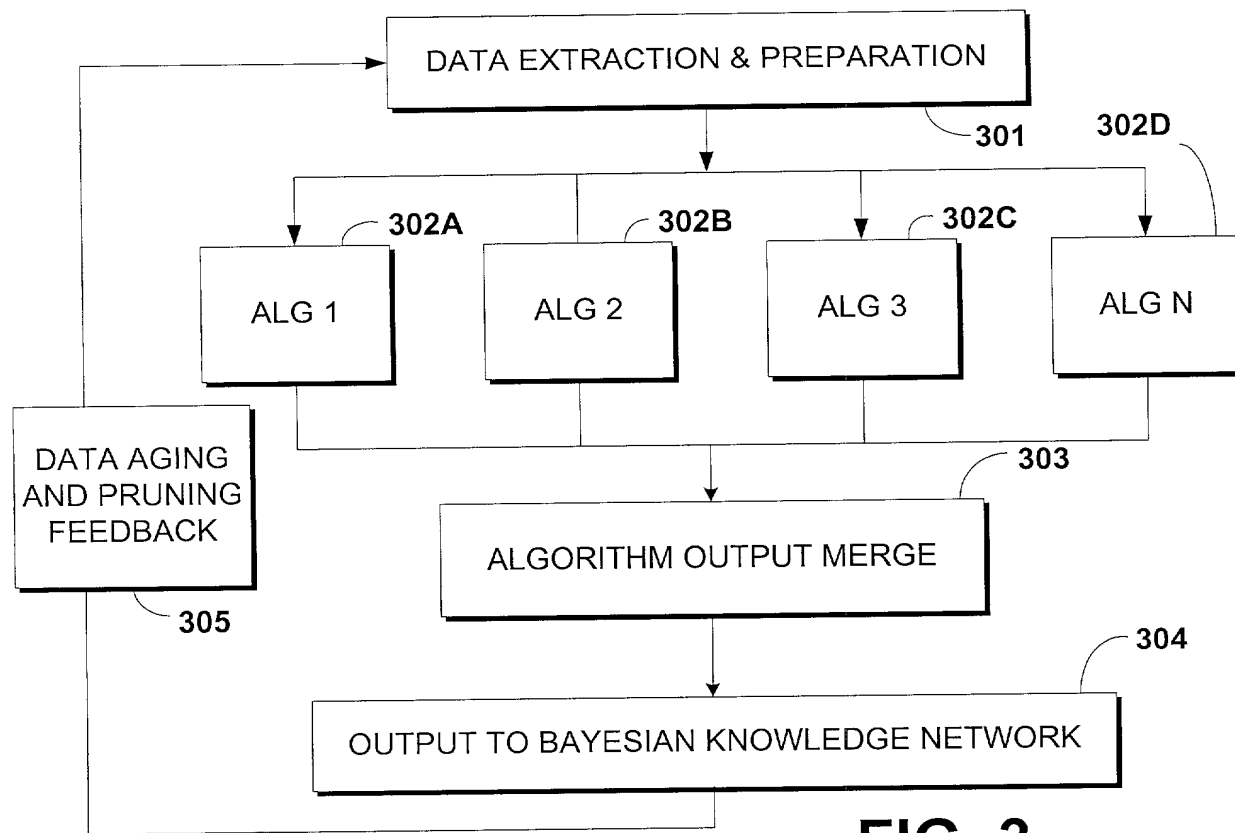 DATA EXTRACTION & PREPARATION
301
302D
302A
302B
302C
ALG 1
ALG 2
ALG 3
ALG N
DATA AGING
AND PRUNING
FEEDBACK
305
303
ALGORITHM OUTPUT MERGE
304
OUTPUT TO BAYESIAN KNOWLEDGE NETWORK